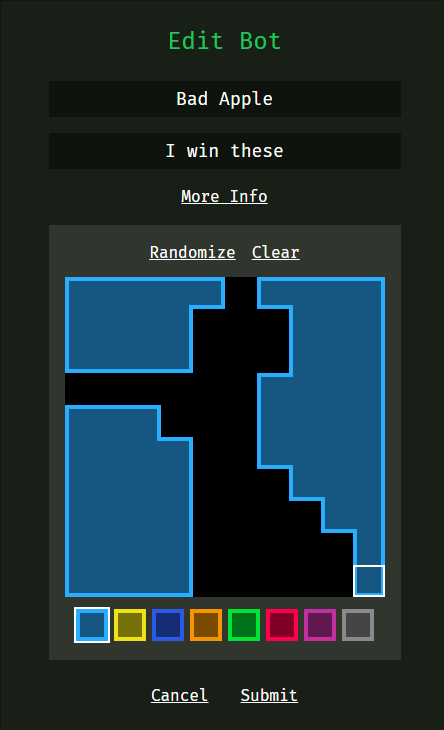 Edit Bot
Bad Apple
I win these
More Info
Randomize Clear
Cancel Submit